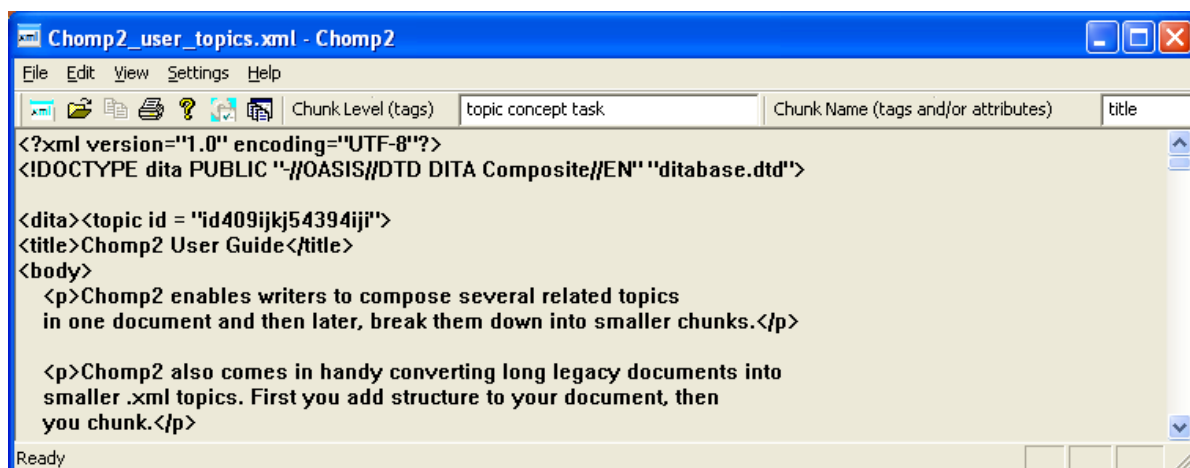 Chomp2_user_topics.xml - Chomp2
File Edit View Settings Help
xml Chunk Level (tags) topic concept task Chunk Name (tags and/or attributes) title
<?xml version="1.0" encoding="UTF-8"?>
<!DOCTYPE dita PUBLIC "-//OASIS//DTD DITA Composite//EN" "ditabase.dtd">
<dita><topic id = "id409ijkj54394iji">
<title>Chomp2 User Guide</title>
<body>
<p>Chomp2 enables writers to compose several related topics
in one document and then later, break them down into smaller chunks.</p>
<p>Chomp2 also comes in handy converting long legacy documents into
smaller .xml topics. First you add structure to your document, then
you chunk.</p>
Ready